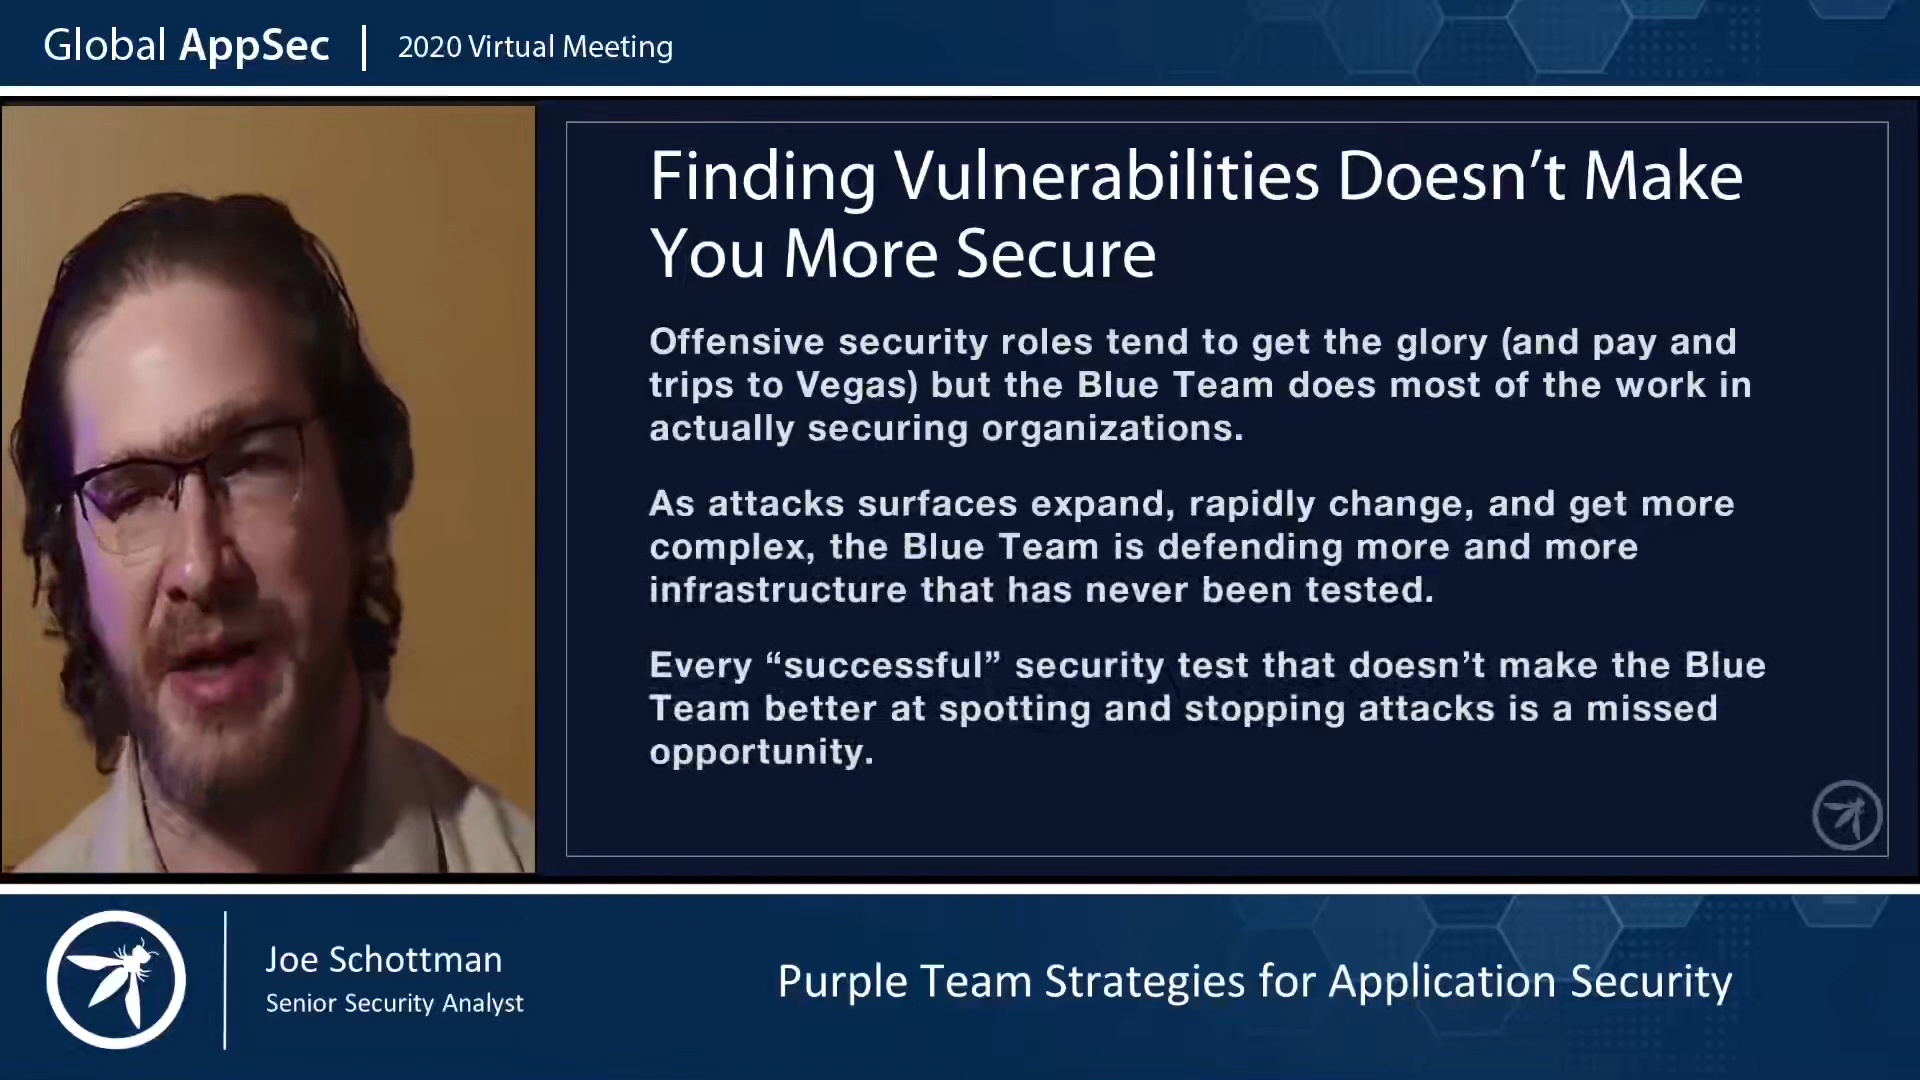 Global AppSec | 2020 Virtual Meeting
Finding Vulnerabilities Doesn’t Make
You More Secure
Offensive security roles tend to get the glory (and pay and
trips to Vegas) but the Blue Team does most of the work in
actually securing organizations.
As attacks surfaces expand, rapidly change, and get more
complex, the Blue Team is defending more and more
infrastructure that has never been tested.
Every “successful” security test that doesn’t make the Blue
Team better at spotting and stopping attacks is a missed
opportunity.
Joe Schottman
Senior Security Analyst
Purple Team Strategies for Application Security